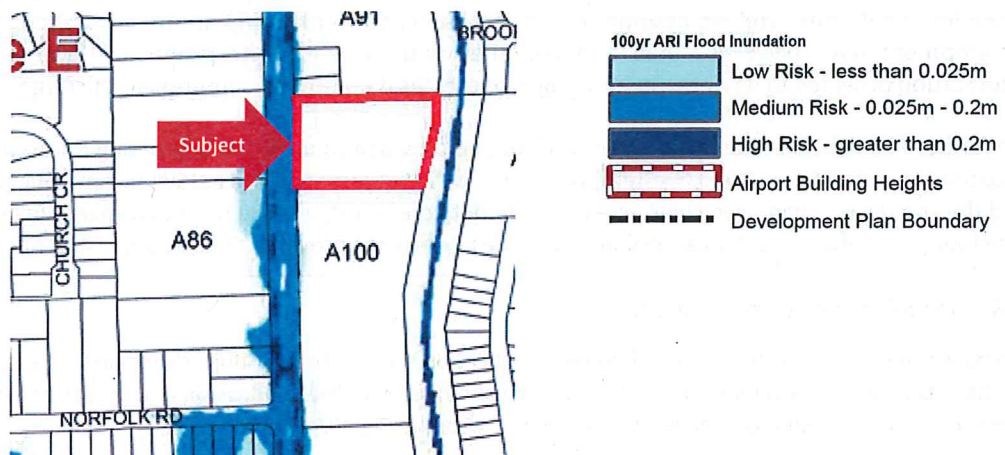 A91
BROO
E
Subject
CHURCH CR
A86
A100
NORFOLK RD
100yr ARI Flood Inundation
Low Risk - less than 0.025m
Medium Risk - 0.025m - 0.2m
High Risk - greater than 0.2m
Airport Building Heights
Development Plan Boundary